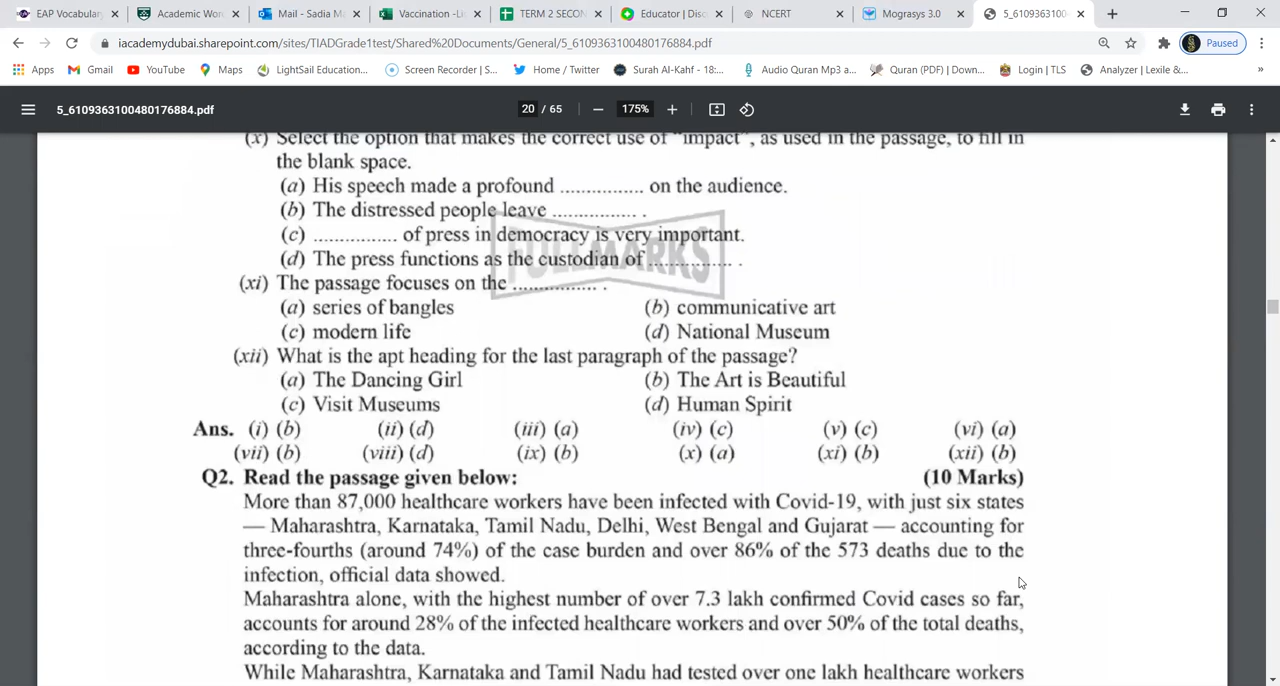 EAP Vocabulary
Academic Wor
Mail - Sadia M
Vaccination -Li
TERM 2 SECON
Educator | Disc
NCERT
Mograsys 3.0
5_6109363100
iacademydubai.sharepoint.com/sites/TIADGrade1test/Shared%20Documents/General/5_6109363100480176884.pdf
Paused
Apps
Gmail
YouTube
Maps
LightSail Education...
Screen Recorder | S...
Home / Twitter
Surah Al-Kahf - 18:...
Audio Quran Mp3 a...
Quran (PDF) | Down...
Login | TLS
Analyzer | Lexile &...
»
5_6109363100480176884.pdf
20 / 65
175%
(x) Select the option that makes the correct use of "impact", as used in the passage, to fill in
the blank space.
(a) His speech made a profound ............... on the audience.
(b) The distressed people leave ............... .
(c) ............... of press in democracy is very important.
(d) The press functions as the custodian of ............... .
FULLMARKS
(xi) The passage focuses on the ............... .
(a) series of bangles (b) communicative art
(c) modern life (d) National Museum
(xii) What is the apt heading for the last paragraph of the passage?
(a) The Dancing Girl (b) The Art is Beautiful
(c) Visit Museums (d) Human Spirit
Ans. (i) (b) (ii) (d) (iii) (a) (iv) (c) (v) (c) (vi) (a)
(vii) (b) (viii) (d) (ix) (b) (x) (a) (xi) (b) (xii) (b)
Q2. Read the passage given below: (10 Marks)
More than 87,000 healthcare workers have been infected with Covid-19, with just six states
— Maharashtra, Karnataka, Tamil Nadu, Delhi, West Bengal and Gujarat — accounting for
three-fourths (around 74%) of the case burden and over 86% of the 573 deaths due to the
infection, official data showed.
Maharashtra alone, with the highest number of over 7.3 lakh confirmed Covid cases so far,
accounts for around 28% of the infected healthcare workers and over 50% of the total deaths,
according to the data.
While Maharashtra, Karnataka and Tamil Nadu had tested over one lakh healthcare workers